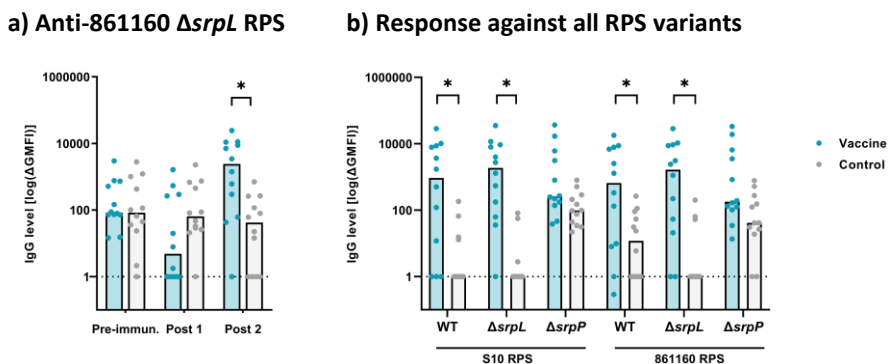 a) Anti-861160 ΔsrpL RPS
b) Response against all RPS variants
IgG level [log(ΔGMFI)]
1000000
10000
100
1
*
Pre-immun. Post 1 Post 2
IgG level [log(ΔGMFI)]
1000000
10000
100
1
* * * *
WT ΔsrpL ΔsrpP WT ΔsrpL ΔsrpP
S10 RPS 861160 RPS
Vaccine
Control